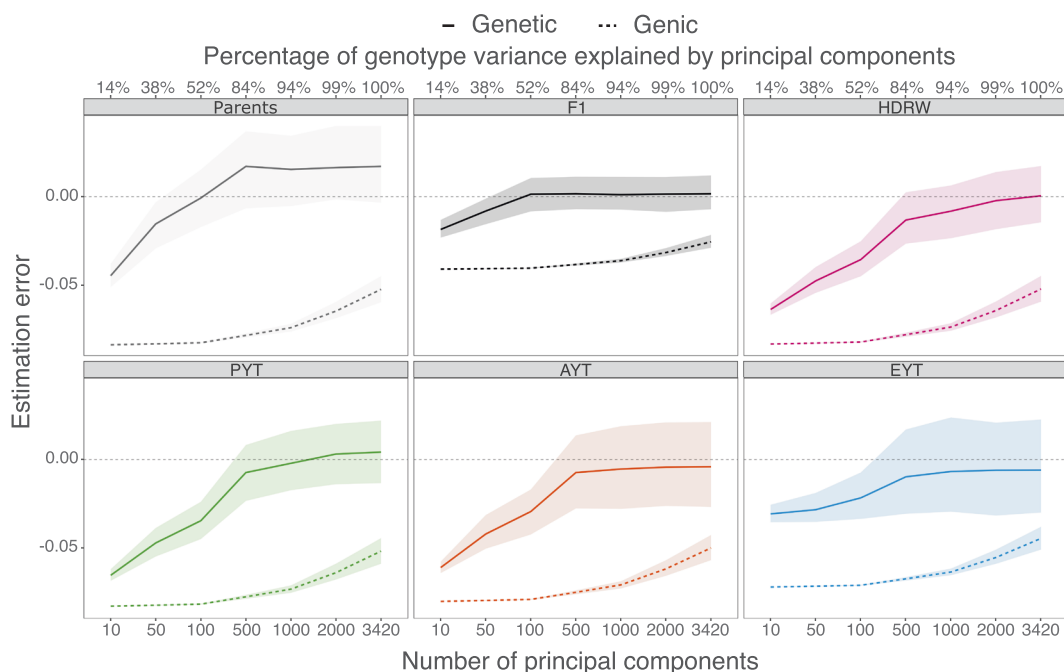 Genetic Genic
Percentage of genotype variance explained by principal components
14% 38% 52% 84% 94% 99% 100% 14% 38% 52% 84% 94% 99% 100% 14% 38% 52% 84% 94% 99% 100%
Parents F1 HDRW
0.00
-0.05
Estimation error
PYT AYT EYT
0.00
-0.05
10 50 100 500 1000 2000 3420 10 50 100 500 1000 2000 3420 10 50 100 500 1000 2000 3420
Number of principal components